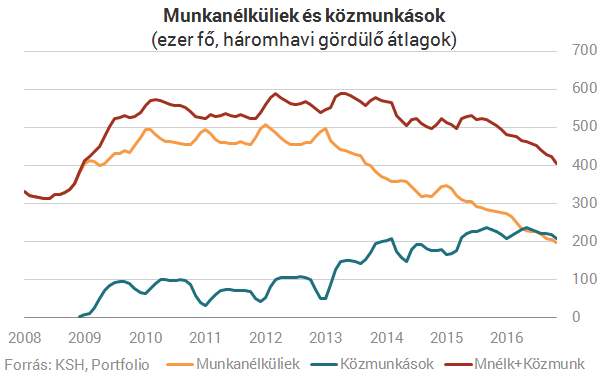 Munkanélküliek és közmunkások
(ezer fő, háromhavi gördülő átlagok)
700
600
500
400
300
200
100
0
2008 2009 2010 2011 2012 2013 2014 2015 2016
Forrás: KSH, Portfolio Munkanélküliek Közmunkások Mnélk+Közmunk